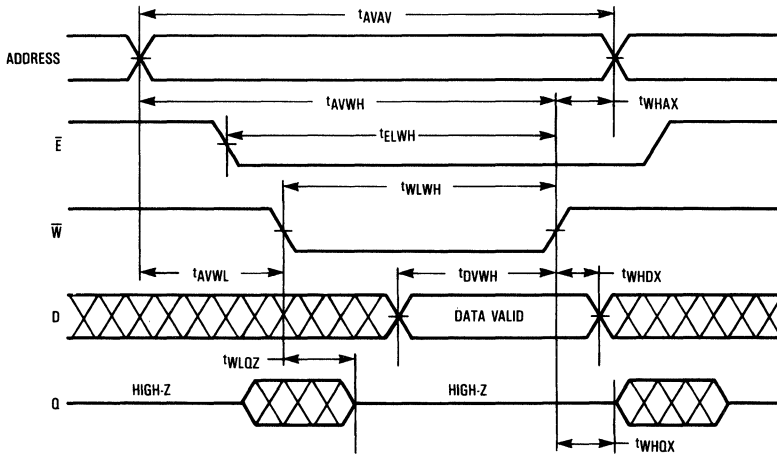 tAVAV
ADDRESS
tAVWH
tWHAX
E
tELWH
tWLWH
W
tAVWL
tDVWH
tWHDX
D
DATA VALID
tWLQZ
HIGH-Z
HIGH-Z
Q
tWHQX